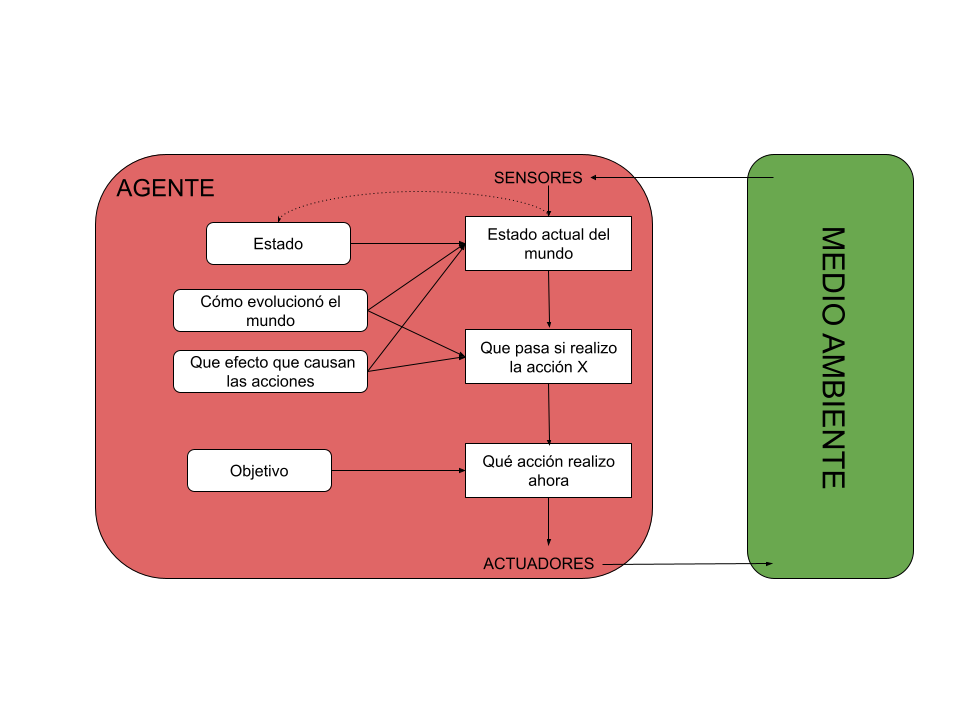 AGENTE
SENSORES
Estado
Estado actual del
mundo
Cómo evolucionó el
mundo
Que pasa si realizo
la acción X
Que efecto que causan
las acciones
Objetivo
Qué acción realizo
ahora
ACTUADORES
MEDIO AMBIENTE